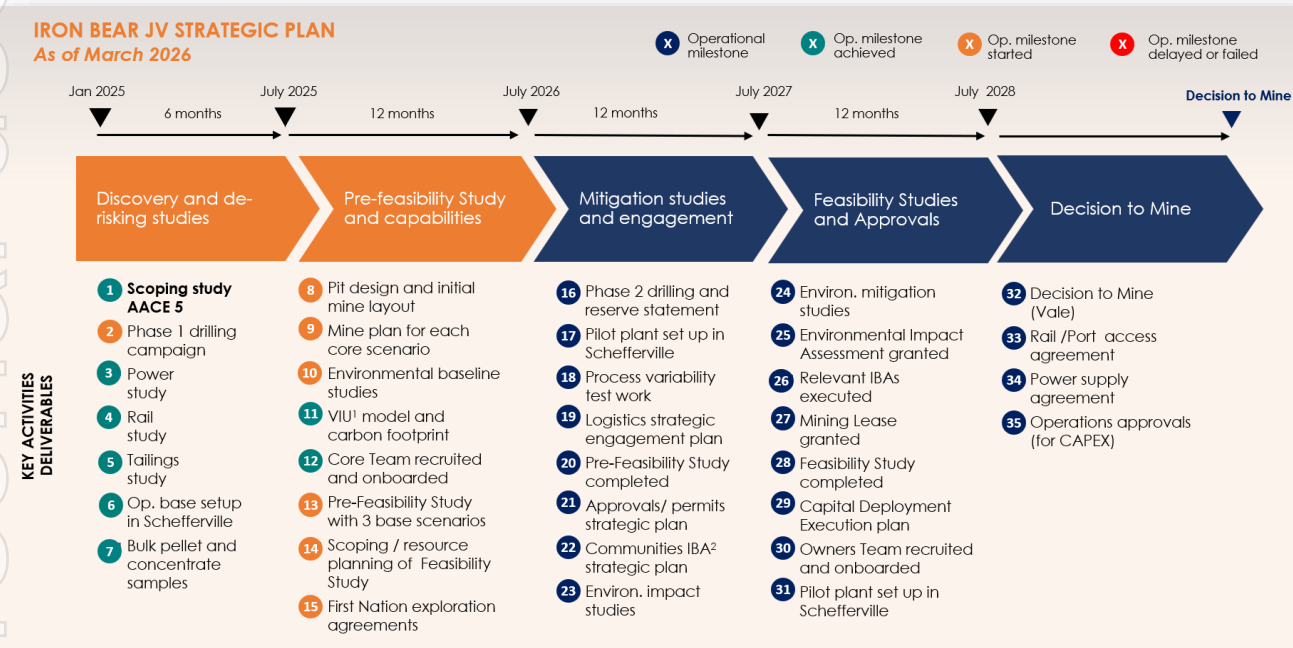 IRON BEAR JV STRATEGIC PLAN
As of March 2026
X Operational
milestone
X Op. milestone
achieved
X Op. milestone
started
X Op. milestone
delayed or failed
Jan 2025
July 2025
July 2026
July 2027
July 2028
Decision to Mine
6 months
12 months
12 months
12 months
Discovery and de-
risking studies
Pre-feasibility Study
and capabilities
Mitigation studies
and engagement
Feasibility Studies
and Approvals
Decision to Mine
KEY ACTIVITIES
DELIVERABLES
1 Scoping study
AACE 5
2 Phase 1 drilling
campaign
3 Power
study
4 Rail
study
5 Tailings
study
6 Op. base setup
in Schefferville
7 Bulk pellet and
concentrate
samples
8 Pit design and initial
mine layout
9 Mine plan for each
core scenario
10 Environmental baseline
studies
11 VIU¹ model and
carbon footprint
12 Core Team recruited
and onboarded
13 Pre-Feasibility Study
with 3 base scenarios
14 Scoping / resource
planning of Feasibility
Study
15 First Nation exploration
agreements
16 Phase 2 drilling and
reserve statement
17 Pilot plant set up in
Schefferville
18 Process variability
test work
19 Logistics strategic
engagement plan
20 Pre-Feasibility Study
completed
21 Approvals/ permits
strategic plan
22 Communities IBA²
strategic plan
23 Environ. impact
studies
24 Environ. mitigation
studies
25 Environmental Impact
Assessment granted
26 Relevant IBAs
executed
27 Mining Lease
granted
28 Feasibility Study
completed
29 Capital Deployment
Execution plan
30 Owners Team recruited
and onboarded
31 Pilot plant set up in
Schefferville
32 Decision to Mine
(Vale)
33 Rail /Port access
agreement
34 Power supply
agreement
35 Operations approvals
(for CAPEX)